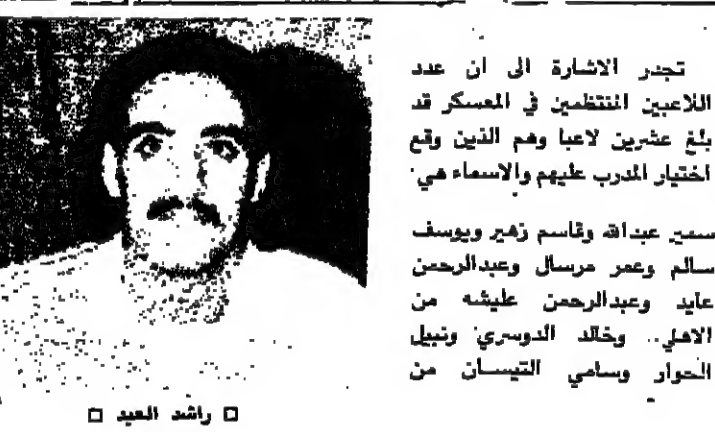 تجدر الاشارة الى ان عدد
اللاعبين المنتظمين في المعسكر قد
بلغ عشرين لاعبا وهم الذين وقع
اختيار المدرب عليهم والاسماء هي
سمير عبدالله وقاسم زهير ويوسف
سالم وعمر مرسال وعبدالرحمن
عايد وعبدالرحمن عليشه من
الاهلي.. وخالد الدوسري ونبيل
الحوار وسامي التيسان من
□ راشد العيد □